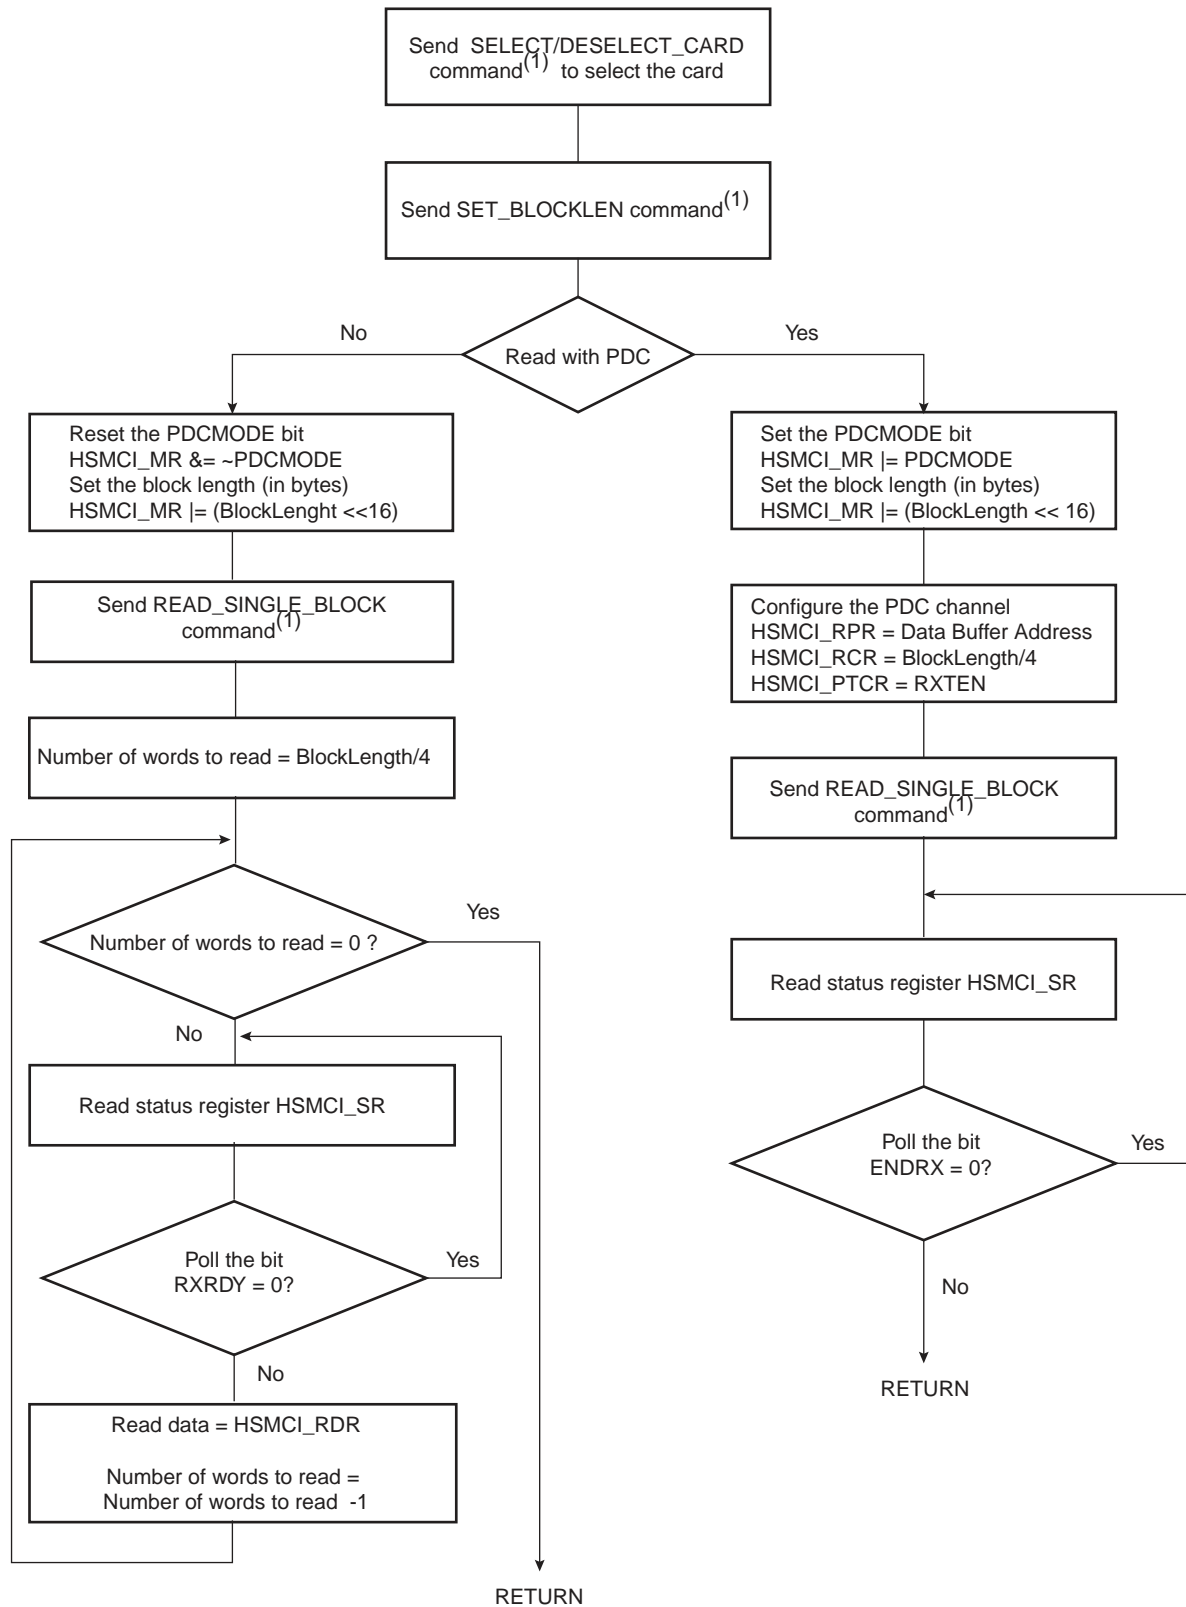 Send  SELECT/DESELECT_CARD
command(1)  to select the card
Send SET_BLOCKLEN command(1)
No
Yes
Read with PDC
Reset the PDCMODE bit
HSMCI_MR &= ~PDCMODE
Set the block length (in bytes)
HSMCI_MR |= (BlockLenght <<16)
Send READ_SINGLE_BLOCK
command(1)
Number of words to read = BlockLength/4
Number of words to read = 0 ?
Yes
No
Read status register HSMCI_SR
Poll the bit
RXRDY = 0?
Yes
No
Read data = HSMCI_RDR
Number of words to read =
Number of words to read  -1
RETURN
Set the PDCMODE bit
HSMCI_MR |= PDCMODE
Set the block length (in bytes)
HSMCI_MR |= (BlockLength << 16)
Configure the PDC channel
HSMCI_RPR = Data Buffer Address
HSMCI_RCR = BlockLength/4
HSMCI_PTCR = RXTEN
Send READ_SINGLE_BLOCK
command(1)
Read status register HSMCI_SR
Poll the bit
ENDRX = 0?
Yes
No
RETURN